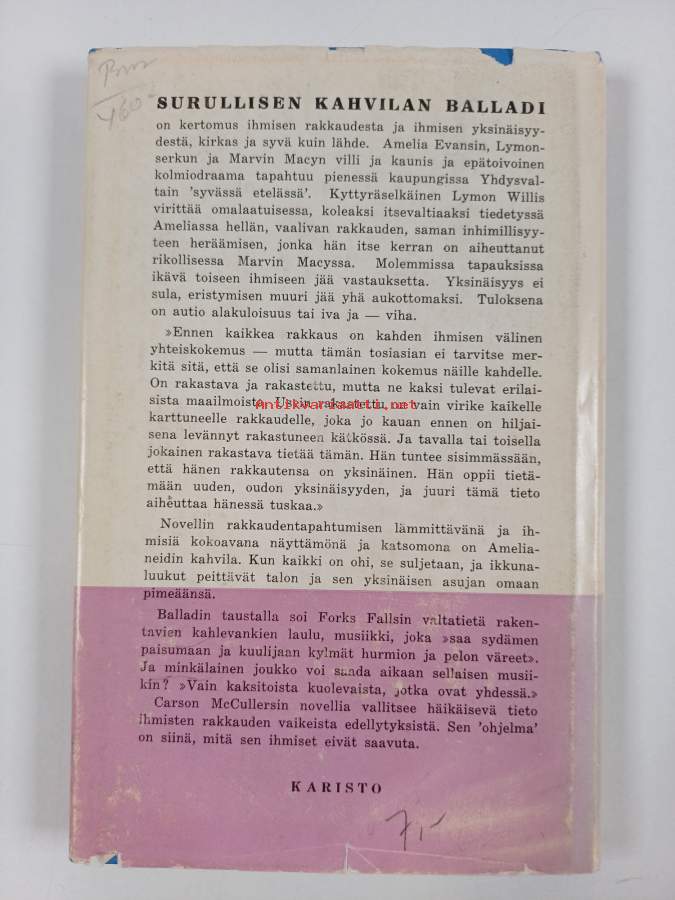 460
SURULLISEN KAHVILAN BALLADI
on kertomus ihmisen rakkaudesta ja ihmisen yksinäisyy-
destä, kirkas ja syvä kuin lähde. Amelia Evansin, Lymon-
serkun ja Marvin Macyn villi ja kaunis ja epätoivoinen
kolmiodraama tapahtuu pienessä kaupungissa Yhdysval-
tain 'syvässä etelässä'. Kyttyräselkäinen Lymon Willis
virittää omalaatuisessa, koleaksi itsevaltiaaksi tiedetyssä
Ameliassa hellän, vaalivan rakkauden, saman inhimillisyy-
teen heräämisen, jonka hän itse kerran on aiheuttanut
rikollisessa Marvin Macyssa. Molemmissa tapauksissa
ikävä toiseen ihmiseen jää vastauksetta. Yksinäisyys ei
sula, eristymisen muuri jää yhä aukottomaksi. Tuloksena
on autio alakuloisuus tai iva ja — viha.
»Ennen kaikkea rakkaus on kahden ihmisen välinen
yhteiskokemus — mutta tämän tosiasian ei tarvitse mer-
kitä sitä, että se olisi samanlainen kokemus näille kahdelle.
On rakastava ja rakastettu, mutta ne kaksi tulevat erilai-
sista maailmoista. Usein rakastettu on vain virike kaikelle
Antikvariaatti.net
karttuneelle rakkaudelle, joka jo kauan ennen on hiljai-
sena levännyt rakastuneen kätkössä. Ja tavalla tai toisella
jokainen rakastava tietää tämän. Hän tuntee sisimmässään,
että hänen rakkautensa on yksinäinen. Hän oppii tietä-
mään uuden, oudon yksinäisyyden, ja juuri tämä tieto
aiheuttaa hänessä tuskaa.»
Novellin rakkaudentapahtumisen lämmittävänä ja ih-
misiä kokoavana näyttämönä ja katsomona on Amelia-
neidin kahvila. Kun kaikki on ohi, se suljetaan, ja ikkuna-
luukut peittävät talon ja sen yksinäisen asujan omaan
pimeäänsä.
Balladin taustalla soi Forks Fallsin valtatietä raken-
tavien kahlevankien laulu, musiikki, joka »saa sydämen
paisumaan ja kuulijaan kylmät hurmion ja pelon väreet».
Ja minkälainen joukko voi saada aikaan sellaisen musii-
kin? »Vain kaksitoista kuolevaista, jotka ovat yhdessä.»
Carson McCullersin novellia vallitsee häikäisevä tieto
ihmisten rakkauden vaikeista edellytyksistä. Sen 'ohjelma'
on siinä, mitä sen ihmiset eivät saavuta.
KARISTO
7,-